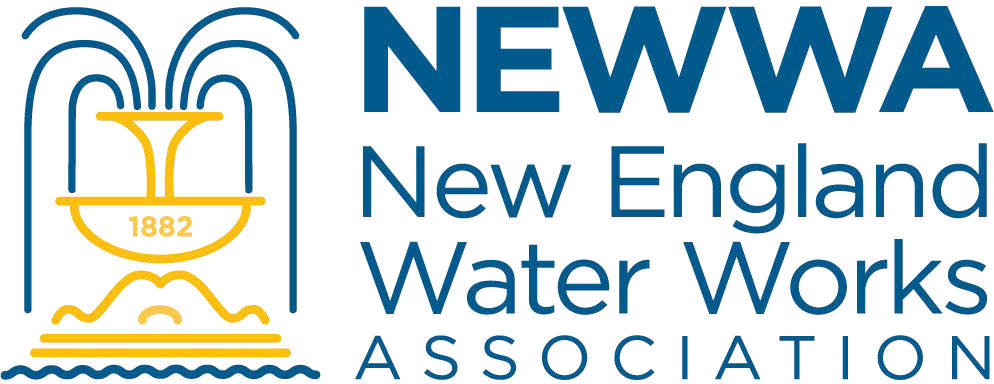 1882
NEWWA
New England
Water Works
ASSOCIATION